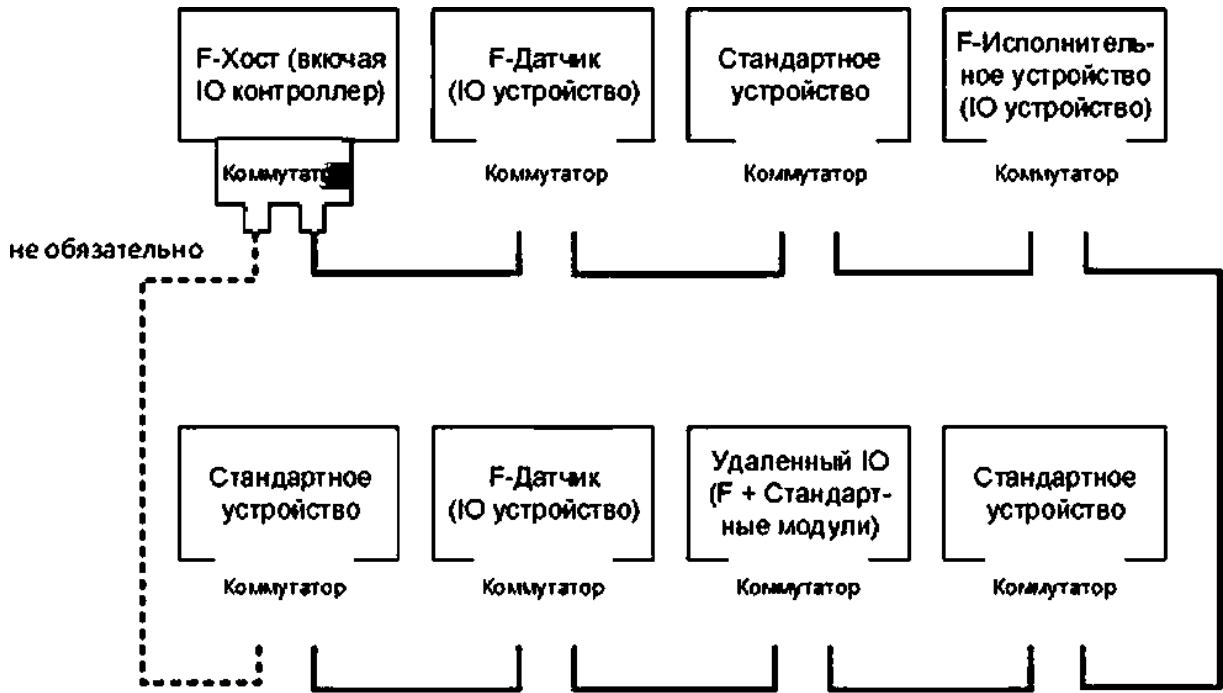 F-Хост (вкючая
IO контроллер)
Коммутатор
F-Датчик
(IO устройство)
Коммутатор
Стандартное
устройство
Коммутатор
F-Исполнитель-
ное устройство
(IO устройство)
Коммутатор
не обязательно
Стандартное
устройство
Коммутатор
F-Датчик
(IO устройство)
Коммутатор
Удаленный IO
(F + Стандарт-
ные модули)
Коммутатор
Стандартное
устройство
Коммутатор